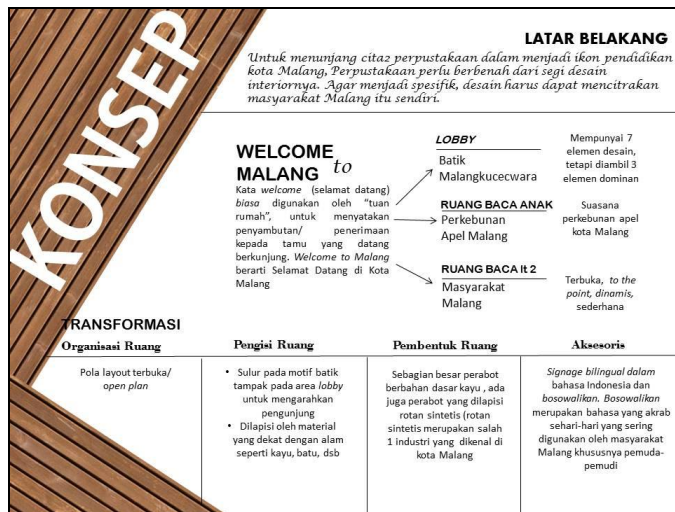 KONSEP
LATAR BELAKANG
Untuk menunjang cita2 perpustakaan dalam menjadi ikon pendidikan
kota Malang, Perpustakaan perlu berbenah dari segi desain
interiornya. Agar menjadi spesifik, desain harus dapat mencitrakan
masyarakat Malang itu sendiri.
WELCOME
to
MALANG
Kata welcome (selamat datang)
biasa digunakan oleh "tuan
rumah", untuk menyatakan
penyambutan/ penerimaan
kepada tamu yang datang
berkunjung. Welcome to Malang
berarti Selamat Datang di Kota
Malang
LOBBY
Batik
Malangkucecwara
Mempunyai 7
elemen desain,
tetapi diambil 3
elemen dominan
RUANG BACA ANAK
Perkebunan
Apel Malang
Suasana
perkebunan apel
kota Malang
RUANG BACA lt 2
Masyarakat
Malang
Terbuka, to the
point, dinamis,
sederhana
TRANSFORMASI
Organisasi Ruang
Pola layout terbuka/
open plan
Pengisi Ruang
• Sulur pada motif batik
tampak pada area lobby
untuk mengarahkan
pengunjung
• Dilapisi oleh material
yang dekat dengan alam
seperti kayu, batu, dsb
Pembentuk Ruang
Sebagian besar perabot
berbahan dasar kayu , ada
juga perabot yang dilapisi
rotan sintetis (rotan
sintetis merupakan salah
1 industri yang dikenal di
kota Malang
Aksesoris
Signage bilingual dalam
bahasa Indonesia dan
bosowalikan. Bosowalikan
merupakan bahasa yang akrab
sehari-hari yang sering
digunakan oleh masyarakat
Malang khususnya pemuda-
pemudi